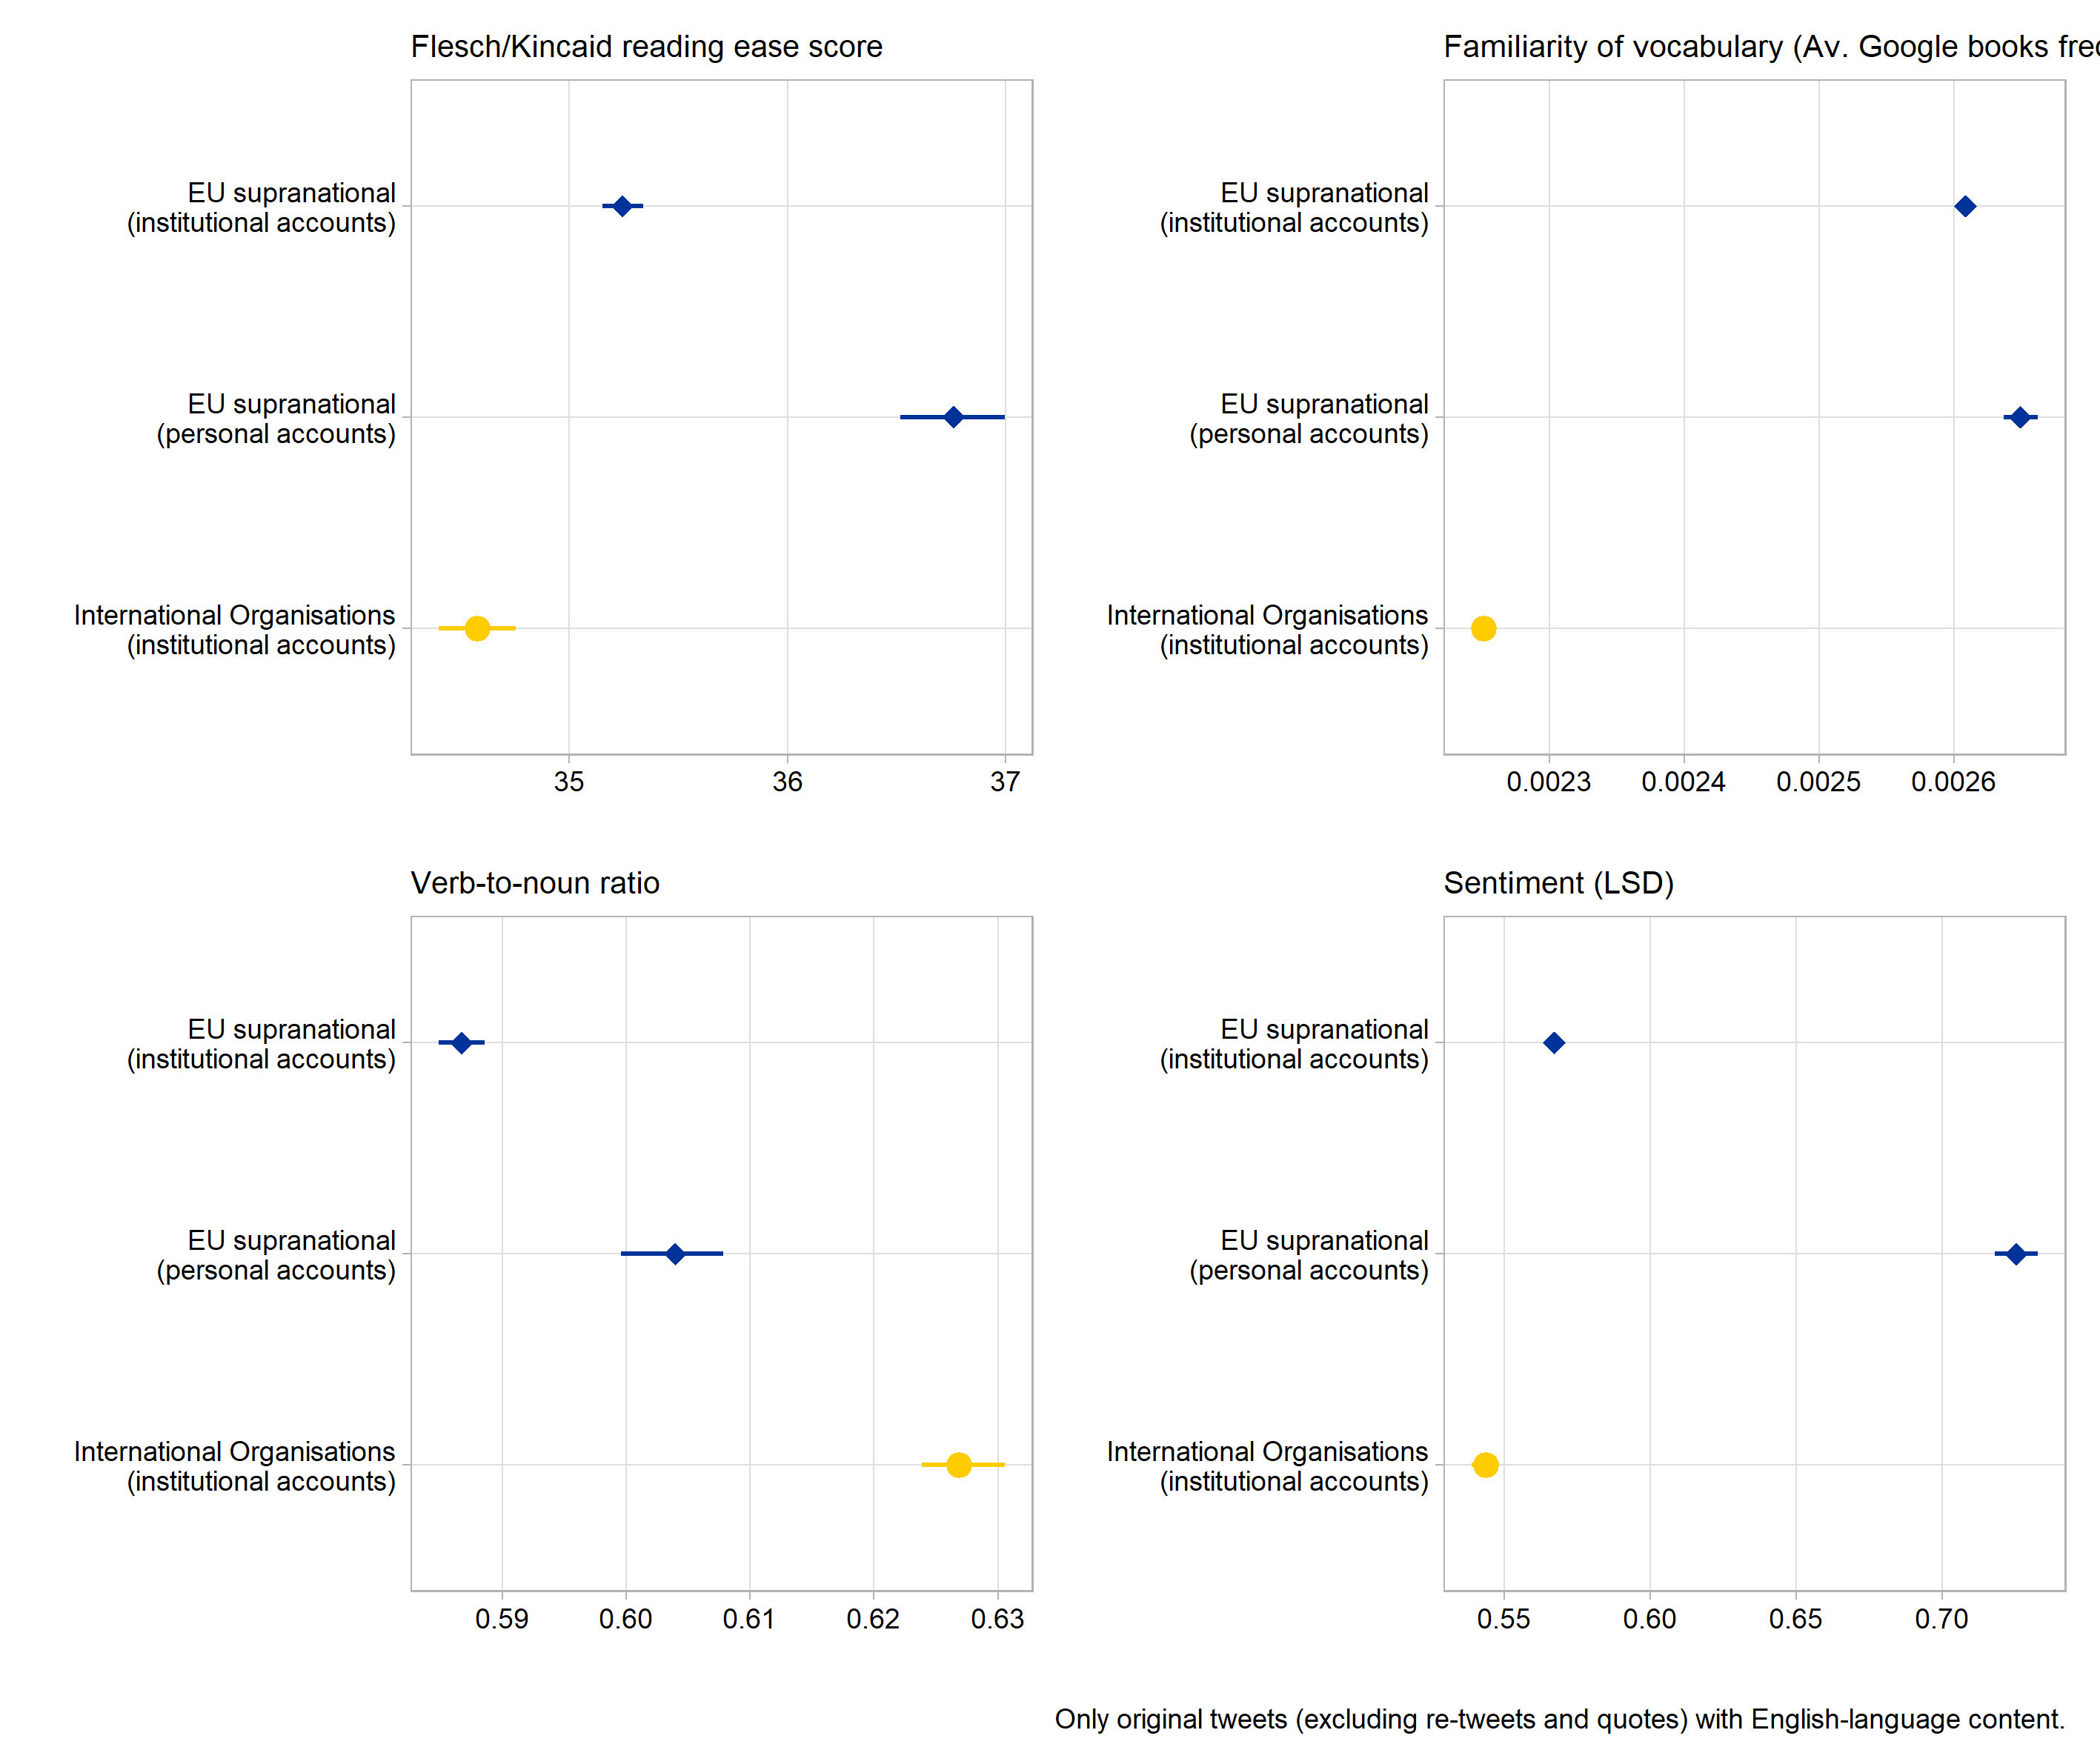 Flesch/Kincaid reading ease score
EU supranational
(institutional accounts)
EU supranational
(personal accounts)
International Organisations
(institutional accounts)
35 36 37
Familiarity of vocabulary (Av. Google books
EU supranational
(institutional accounts)
EU supranational
(personal accounts)
International Organisations
(institutional accounts)
0.0023 0.0024 0.0025 0.0026
Verb-to-noun ratio
EU supranational
(institutional accounts)
EU supranational
(personal accounts)
International Organisations
(institutional accounts)
0.59 0.60 0.61 0.62 0.63
Sentiment (LSD)
EU supranational
(institutional accounts)
EU supranational
(personal accounts)
International Organisations
(institutional accounts)
0.55 0.60 0.65 0.70
Only original tweets (excluding re-tweets and quotes) with English-language content.